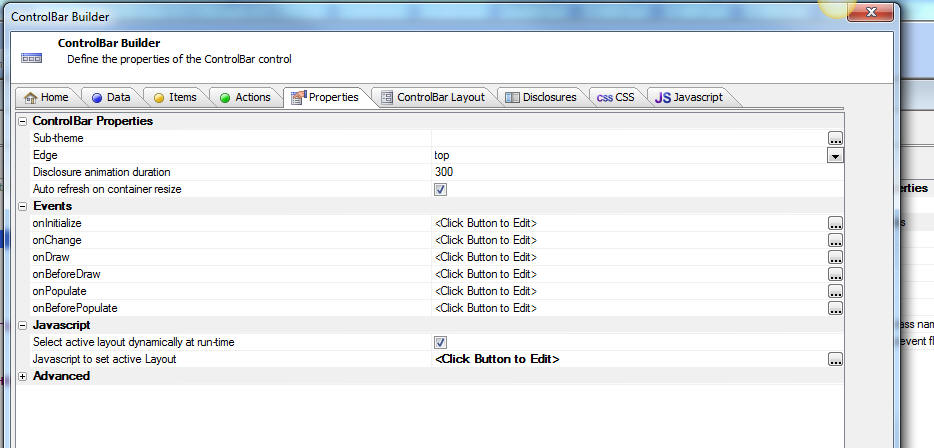 ControlBar Builder
ControlBar Builder
Define the properties of the ControlBar control
Home Data Items Actions Properties ControlBar Layout Disclosures css CSS JS Javascript
ControlBar Properties
Sub-theme ...
Edge top
Disclosure animation duration 300
Auto refresh on container resize
Events
onInitialize <Click Button to Edit> ...
onChange <Click Button to Edit> ...
onDraw <Click Button to Edit> ...
onBeforeDraw <Click Button to Edit> ...
onPopulate <Click Button to Edit> ...
onBeforePopulate <Click Button to Edit> ...
Javascript
Select active layout dynamically at run-time
Javascript to set active Layout <Click Button to Edit> ...
Advanced